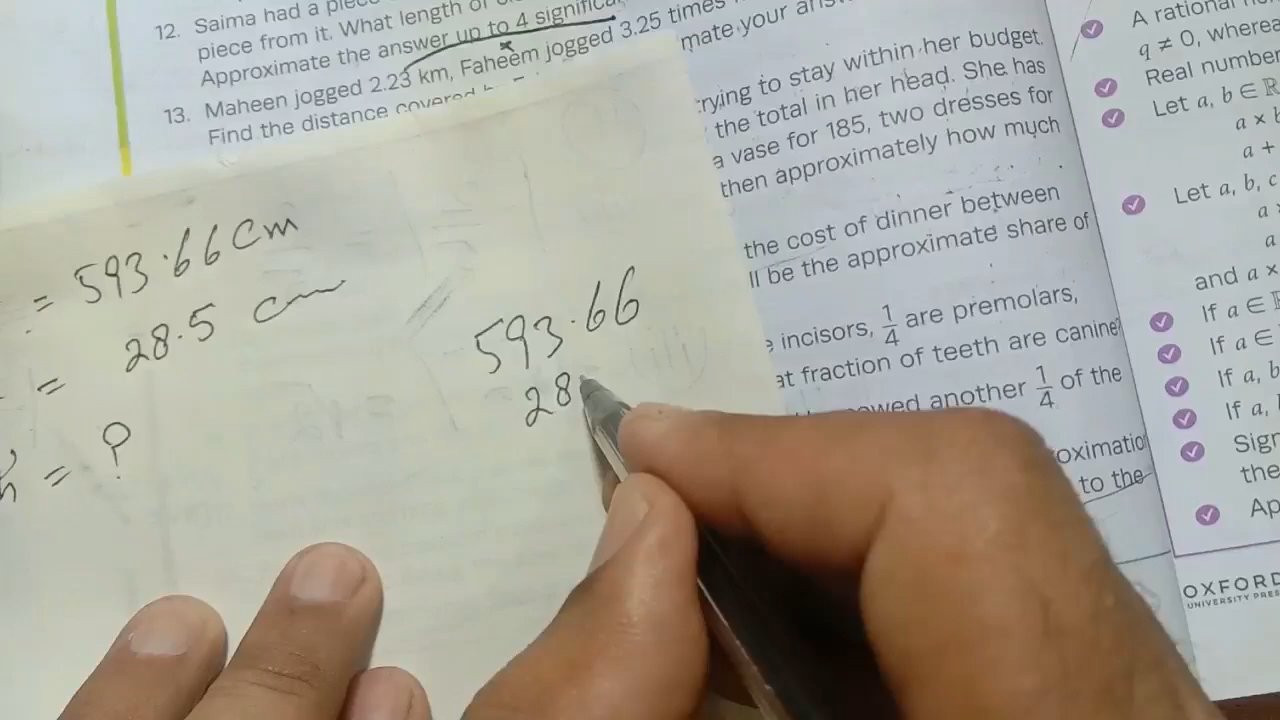 12. Saima had a piece
piece from it. What length of
Approximate the answer up to 4 significa
13. Maheen jogged 2.23 km, Faheem jogged 3.25 times
Find the distance covered
mate your
trying to stay within her budget.
the total in her head. She has
a vase for 185, two dresses for
then approximately how much
the cost of dinner between
ll be the approximate share of
incisors, 1/4 are premolars,
at fraction of teeth are canine
owed another 1/4 of the
oximatio
to the
= 593.66 cm
= 28.5 cm
= ?
593.66
28
A rational
q ≠ 0, wherea
Real number
Let a, b ∈ R
a × b
a +
Let a, b, c
a
a
and a ×
If a ∈ R
If a ∈
If a, b
If a,
Sign
the
Ap
OXFORD
UNIVERSITY PRES